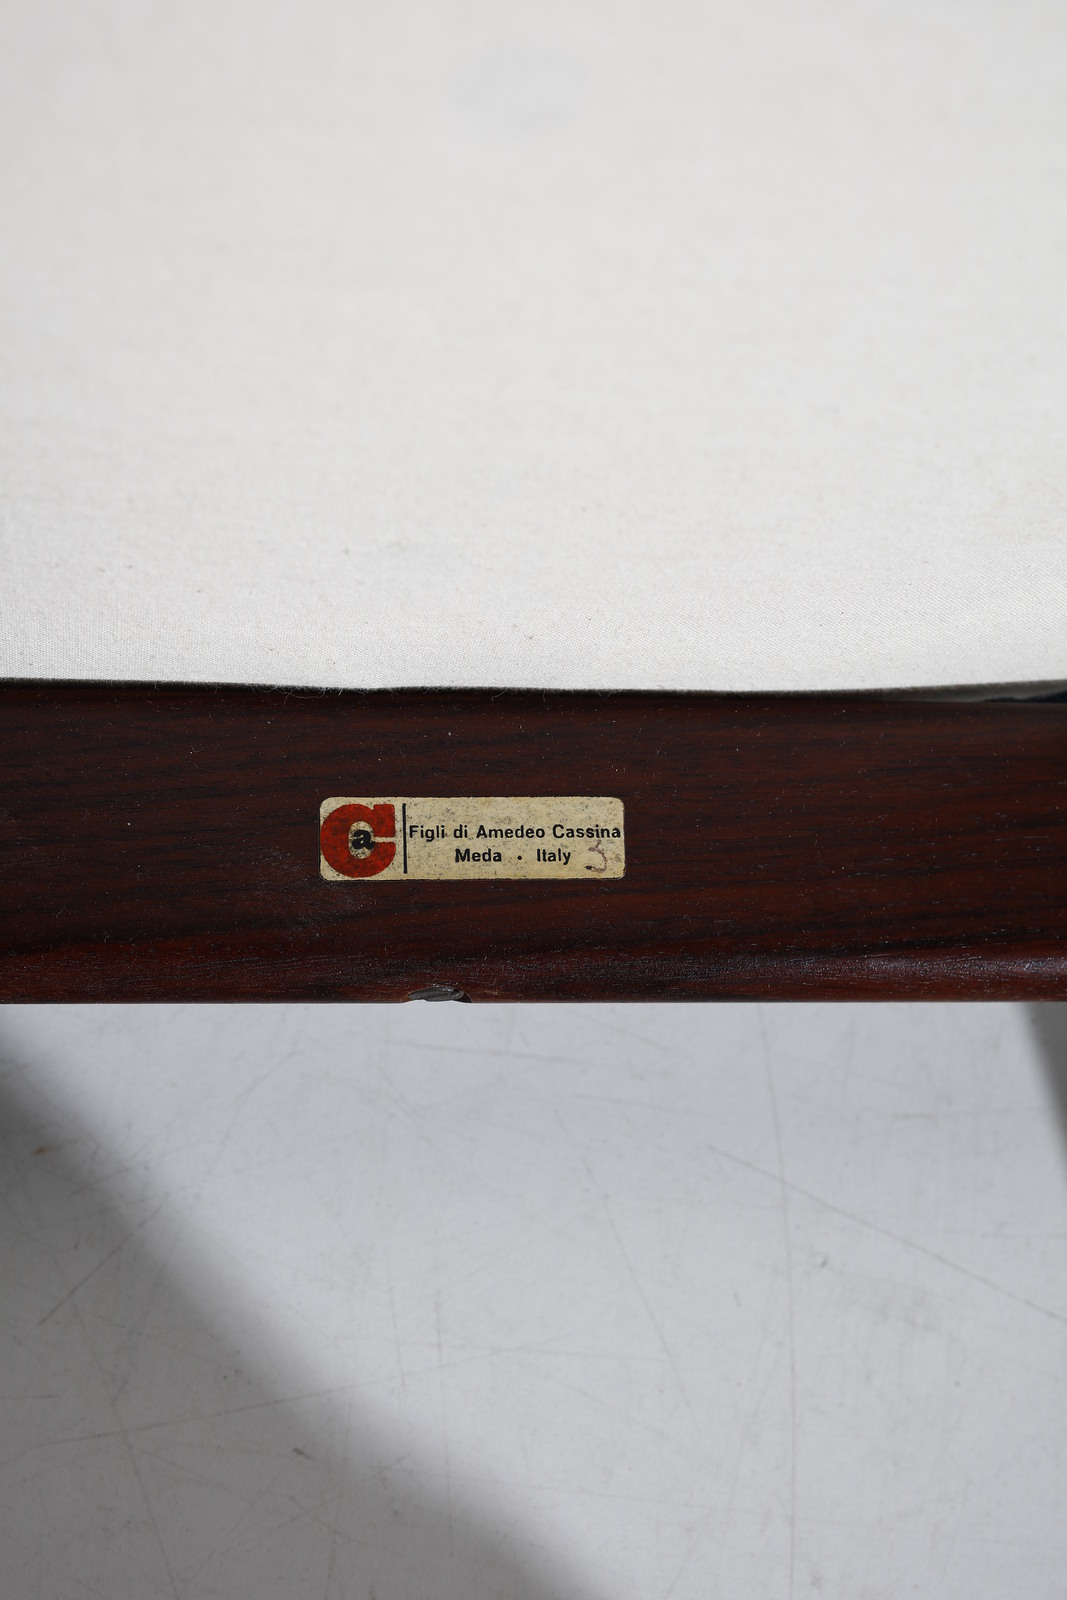 Ca
Figli di Amedeo Cassina
Meda · Italy
3